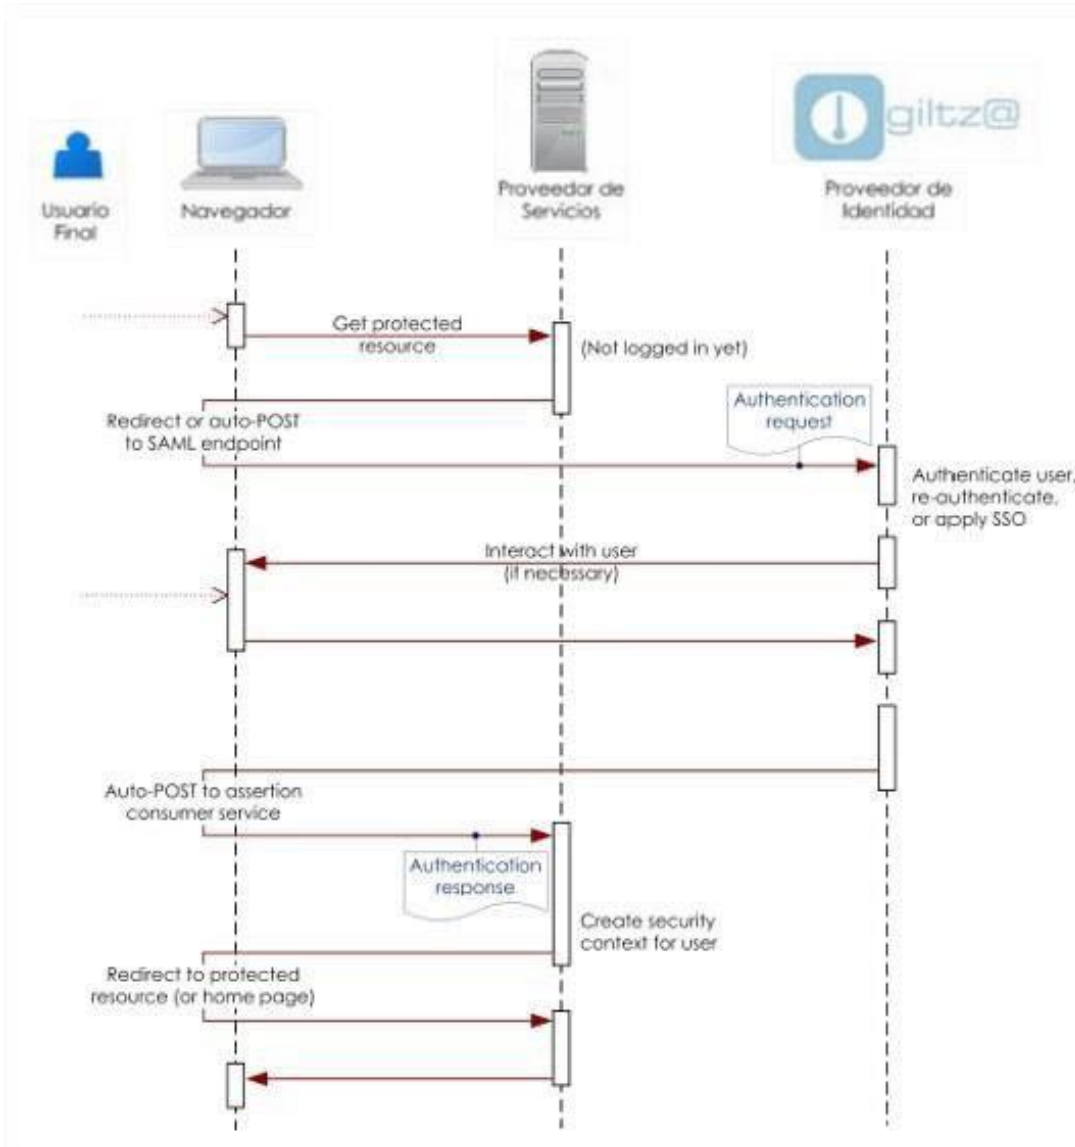 giltz@
Usuario
Final
Navegador
Proveedor de
Servicios
Proveedor de
Identidad
Get protected
resource
(Not logged in yet)
Redirect or auto-POST
to SAML endpoint
Authentication
request
Authenticate user,
re-authenticate,
or apply SSO
Interact with user
(if necessary)
Auto-POST to assertion
consumer service
Authentication
response
Create security
context for user
Redirect to protected
resource (or home page)